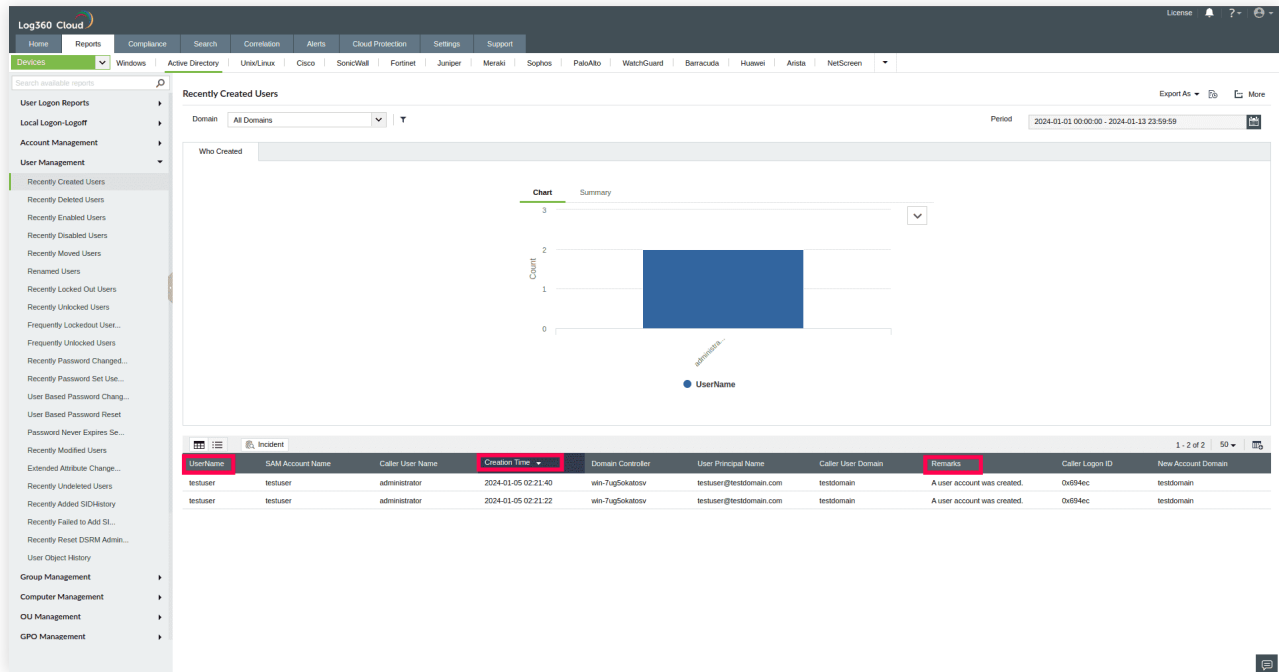 License ?
Log360 Cloud
Home Reports Compliance Search Correlation Alerts Cloud Protection Settings Support
Devices Windows Active Directory Unix/Linux Cisco SonicWall Fortinet Juniper Meraki Sophos PaloAlto WatchGuard Barracuda Huawei Arista NetScreen
Search available reports
User Logon Reports
Local Logon-Logoff
Account Management
User Management
Recently Created Users
Recently Deleted Users
Recently Enabled Users
Recently Disabled Users
Recently Moved Users
Renamed Users
Recently Locked Out Users
Recently Unlocked Users
Frequently Lockedout User...
Frequently Unlocked Users
Recently Password Changed...
Recently Password Set Use...
User Based Password Chang...
User Based Password Reset
Password Never Expires Se...
Recently Modified Users
Extended Attribute Change...
Recently Undeleted Users
Recently Added SIDHistory
Recently Failed to Add SI...
Recently Reset DSRM Admin...
User Object History
Group Management
Computer Management
OU Management
GPO Management
Recently Created Users Export As More
Domain All Domains Period 2024-01-01 00:00:00 - 2024-01-13 23:59:59
Who Created
Chart Summary
3
2
1
0
Count
administra...
UserName
Incident 1 - 2 of 2 50
UserName SAM Account Name Caller User Name Creation Time Domain Controller User Principal Name Caller User Domain Remarks Caller Logon ID New Account Domain
testuser testuser administrator 2024-01-05 02:21:40 win-7ug5okatosv testuser@testdomain.com testdomain A user account was created. 0x694ec testdomain
testuser testuser administrator 2024-01-05 02:21:22 win-7ug5okatosv testuser@testdomain.com testdomain A user account was created. 0x694ec testdomain